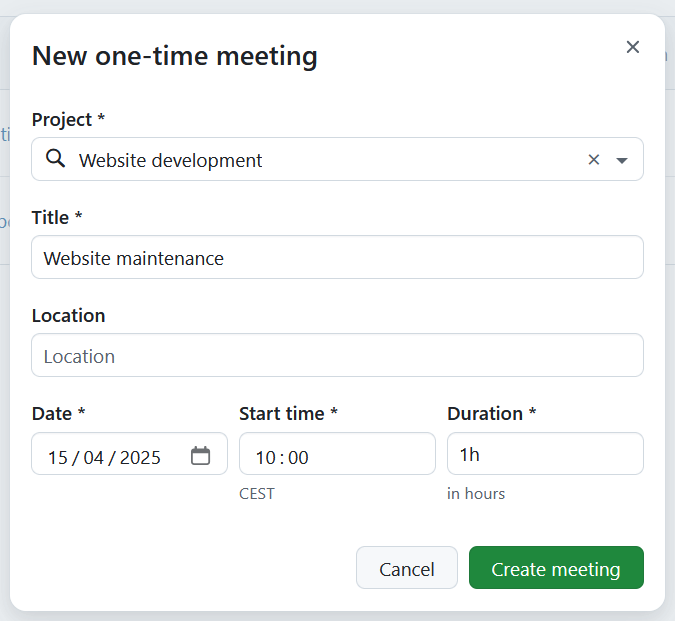 New one-time meeting
Project *
Website development
Title *
Website maintenance
Location
Location
Date * Start time * Duration *
15 / 04 / 2025 10 : 00 1h
CEST in hours
Cancel Create meeting